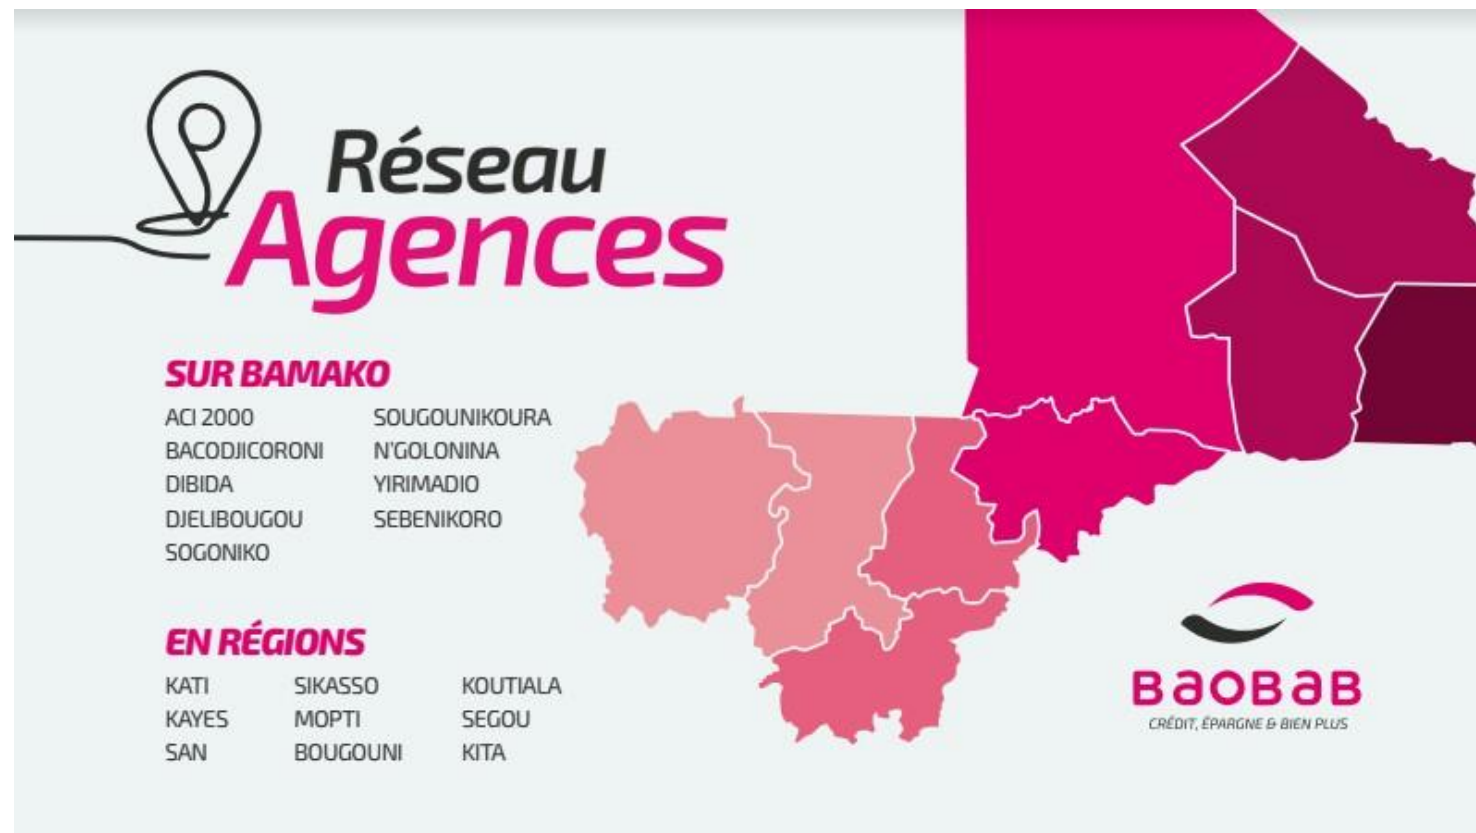 Réseau
Agences
SUR BAMAKO
ACI 2000
BACODJICORONI
DIBIDA
DJELIBOUGOU
SOGONIKO
SOUGOUNIKOURA
N'GOLONINA
YIRIMADIO
SEBENIKORO
EN RÉGIONS
KATI
KAYES
SAN
SIKASSO
MOPTI
BOUGOUNI
KOUTIALA
SEGOU
KITA
BaOBaB
CRÉDIT, ÉPARGNE & BIEN PLUS